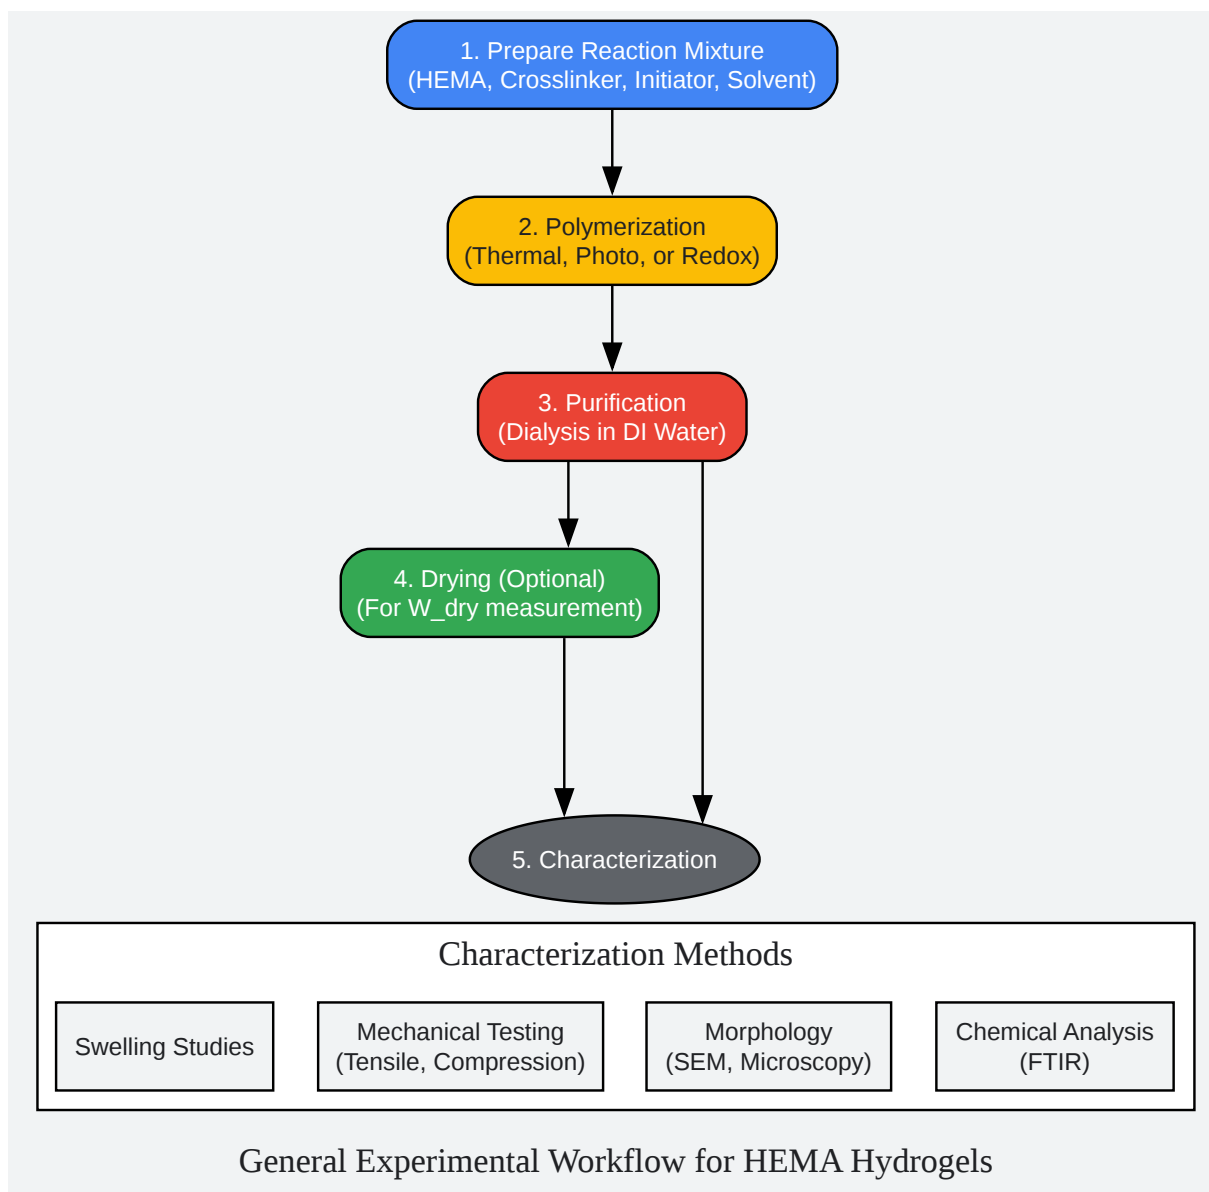 1. Prepare Reaction Mixture
(HEMA, Crosslinker, Initiator, Solvent)
2. Polymerization
(Thermal, Photo, or Redox)
3. Purification
(Dialysis in DI Water)
4. Drying (Optional)
(For W_dry measurement)
5. Characterization
Characterization Methods
Swelling Studies
Mechanical Testing
(Tensile, Compression)
Morphology
(SEM, Microscopy)
Chemical Analysis
(FTIR)
General Experimental Workflow for HEMA Hydrogels